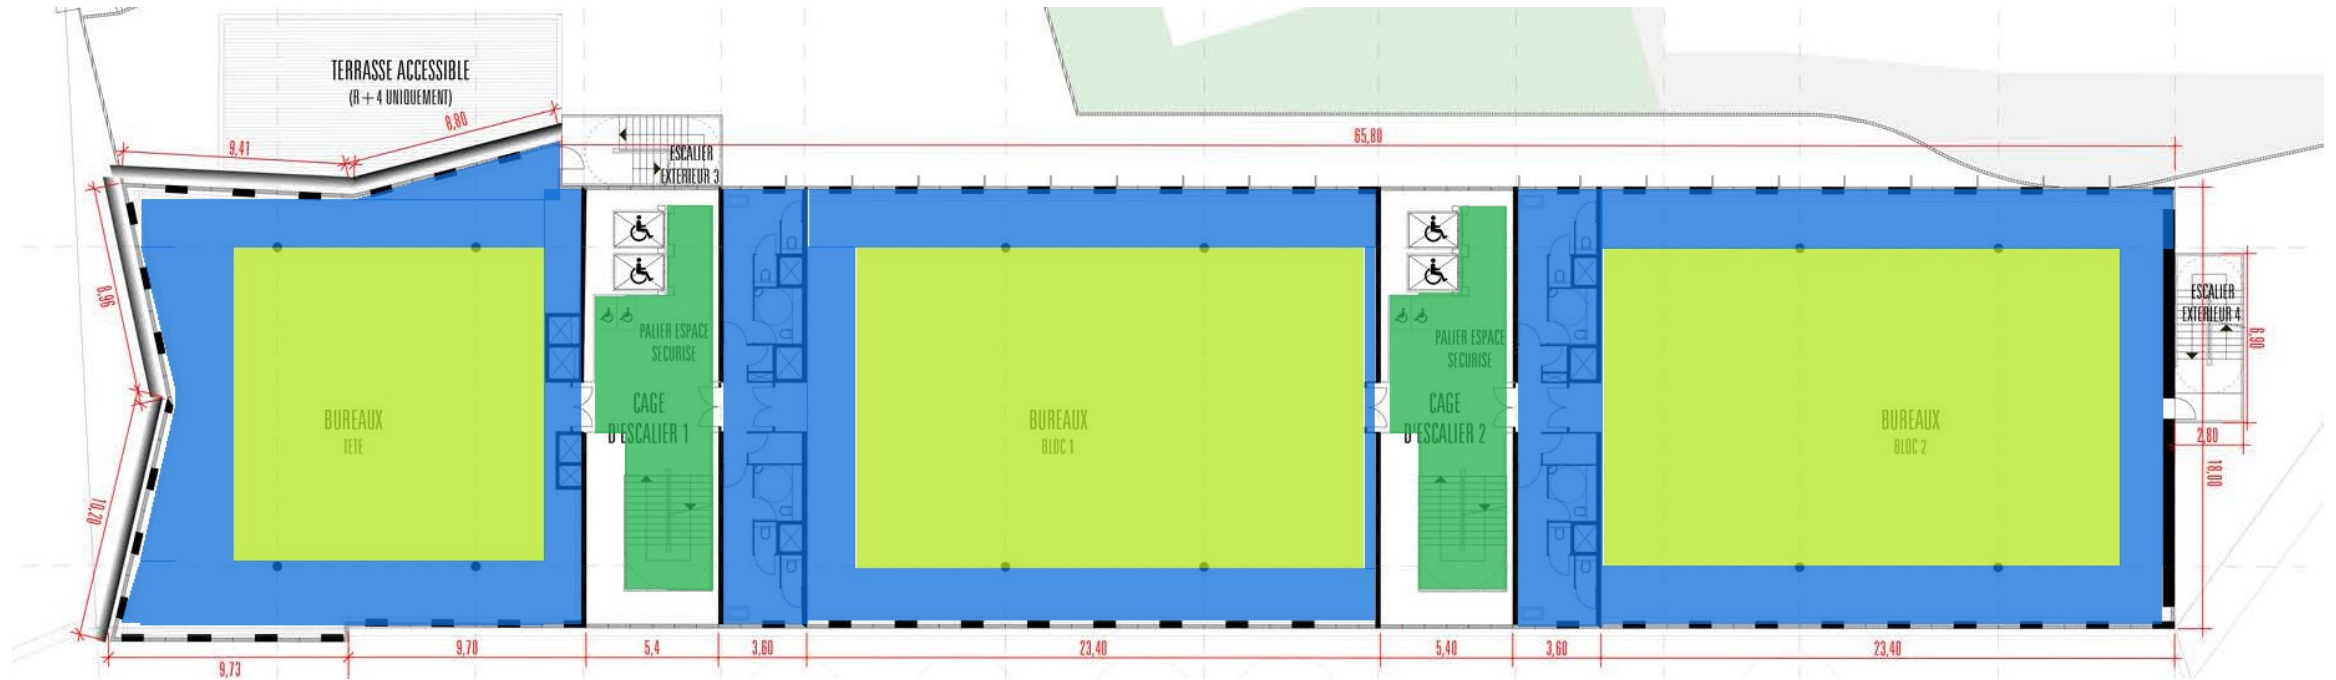 TERRASSE ACCESSIBLE
(R + 4 UNIQUEMENT)
9,41
8,80
65,80
ESCALIER
EXTERIEUR 3
8,96
10,20
BUREAUX
TETE
PALIER ESPACE
SECURISE
CAGE
D'ESCALIER 1
BUREAUX
BLOC 1
PALIER ESPACE
SECURISE
CAGE
D'ESCALIER 2
BUREAUX
BLOC 2
ESCALIER
EXTERIEUR 4
6,90
2,80
18,00
9,73
9,70
5,4
3,60
23,40
5,40
3,60
23,40